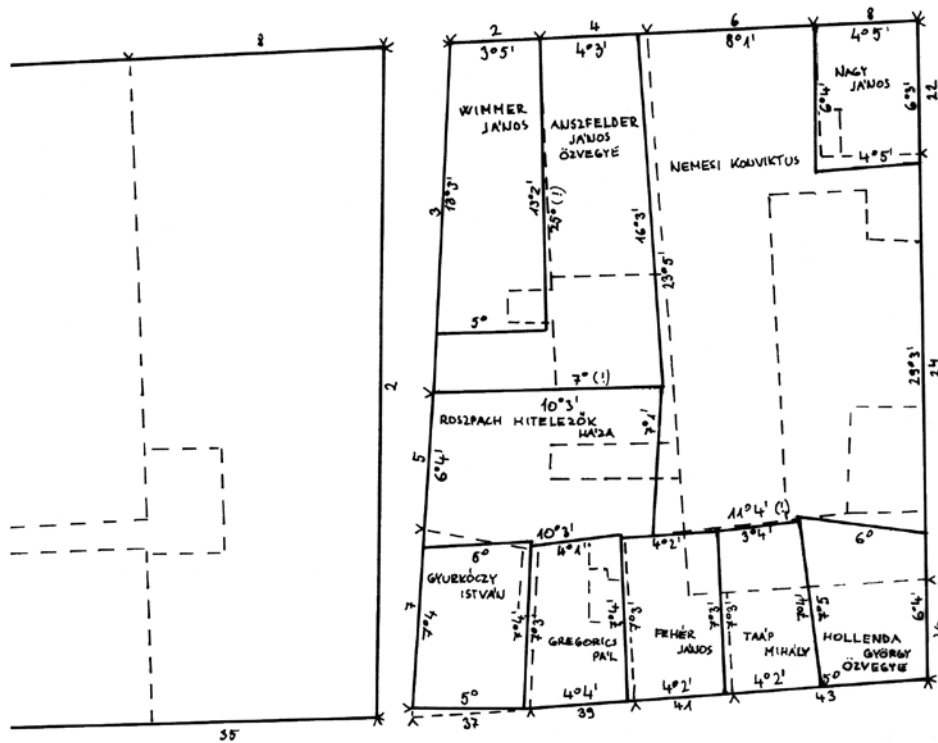 8
2
4
6
8
3°5'
4°3'
8°1'
4°5'
WIMMER
JÁNOS
ANSZFELDER
JÁNOS
ÖZVEGYE
NEMESI KONVIKTUS
NAGY
JÁNOS
6°4'
6°3'
22
4°5'
3
18°3'
13°2'
25°(!)
16°3'
23°5'
5°
2
29°3'
24
7°(!)
10°3'
ROSZPACH HITELEZŐK
HÁZA
7°1'
5
6°4'
11°4'(!)
10°3'
6°
4°1'
4°2'
3°4'
6°
GYURKÓCZY
ISTVÁN
GREGORICS
PÁL
FEHÉR
JÁNOS
TAÁP
MIHÁLY
HOLLENDA
GYÖRGY
ÖZVEGYE
7
7°4
7°4'
7°3'
7°4'
7°3'
7°3'
7°3'
7°4'
7°5
6°4'
5°
4°4'
4°2'
4°2'
5°
35
37
39
41
43